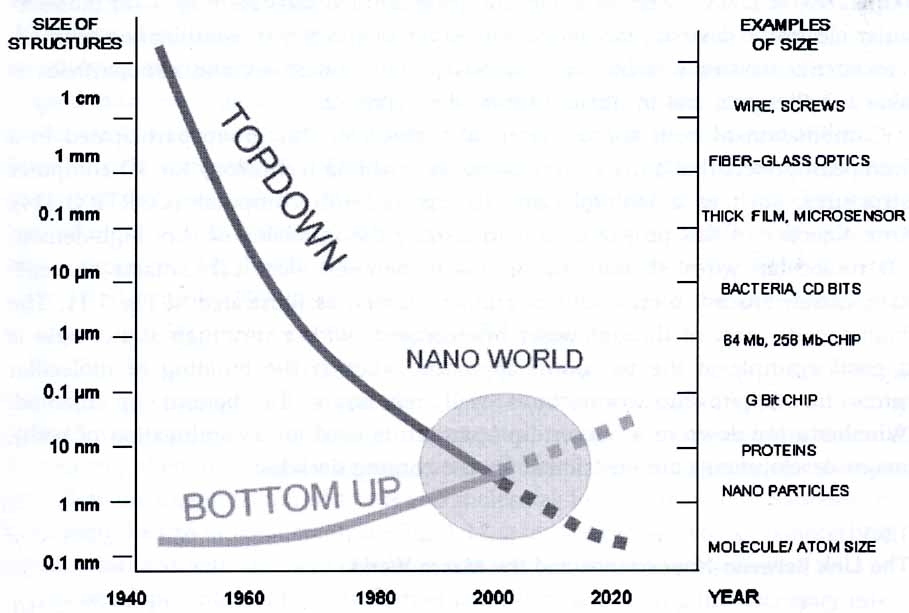 SIZE OF
STRUCTURES
1 cm
1 mm
0.1 mm
10 µm
1 µm
0.1 µm
10 nm
1 nm
0.1 nm
TOPDOWN
NANO WORLD
BOTTOM UP
EXAMPLES
OF SIZE
WIRE, SCREWS
FIBER-GLASS OPTICS
THICK FILM, MICROSENSOR
BACTERIA, CD BITS
64 Mb, 256 Mb-CHIP
G Bit CHIP
PROTEINS
NANO PARTICLES
MOLECULE/ ATOM SIZE
1940
1960
1980
2000
2020
YEAR